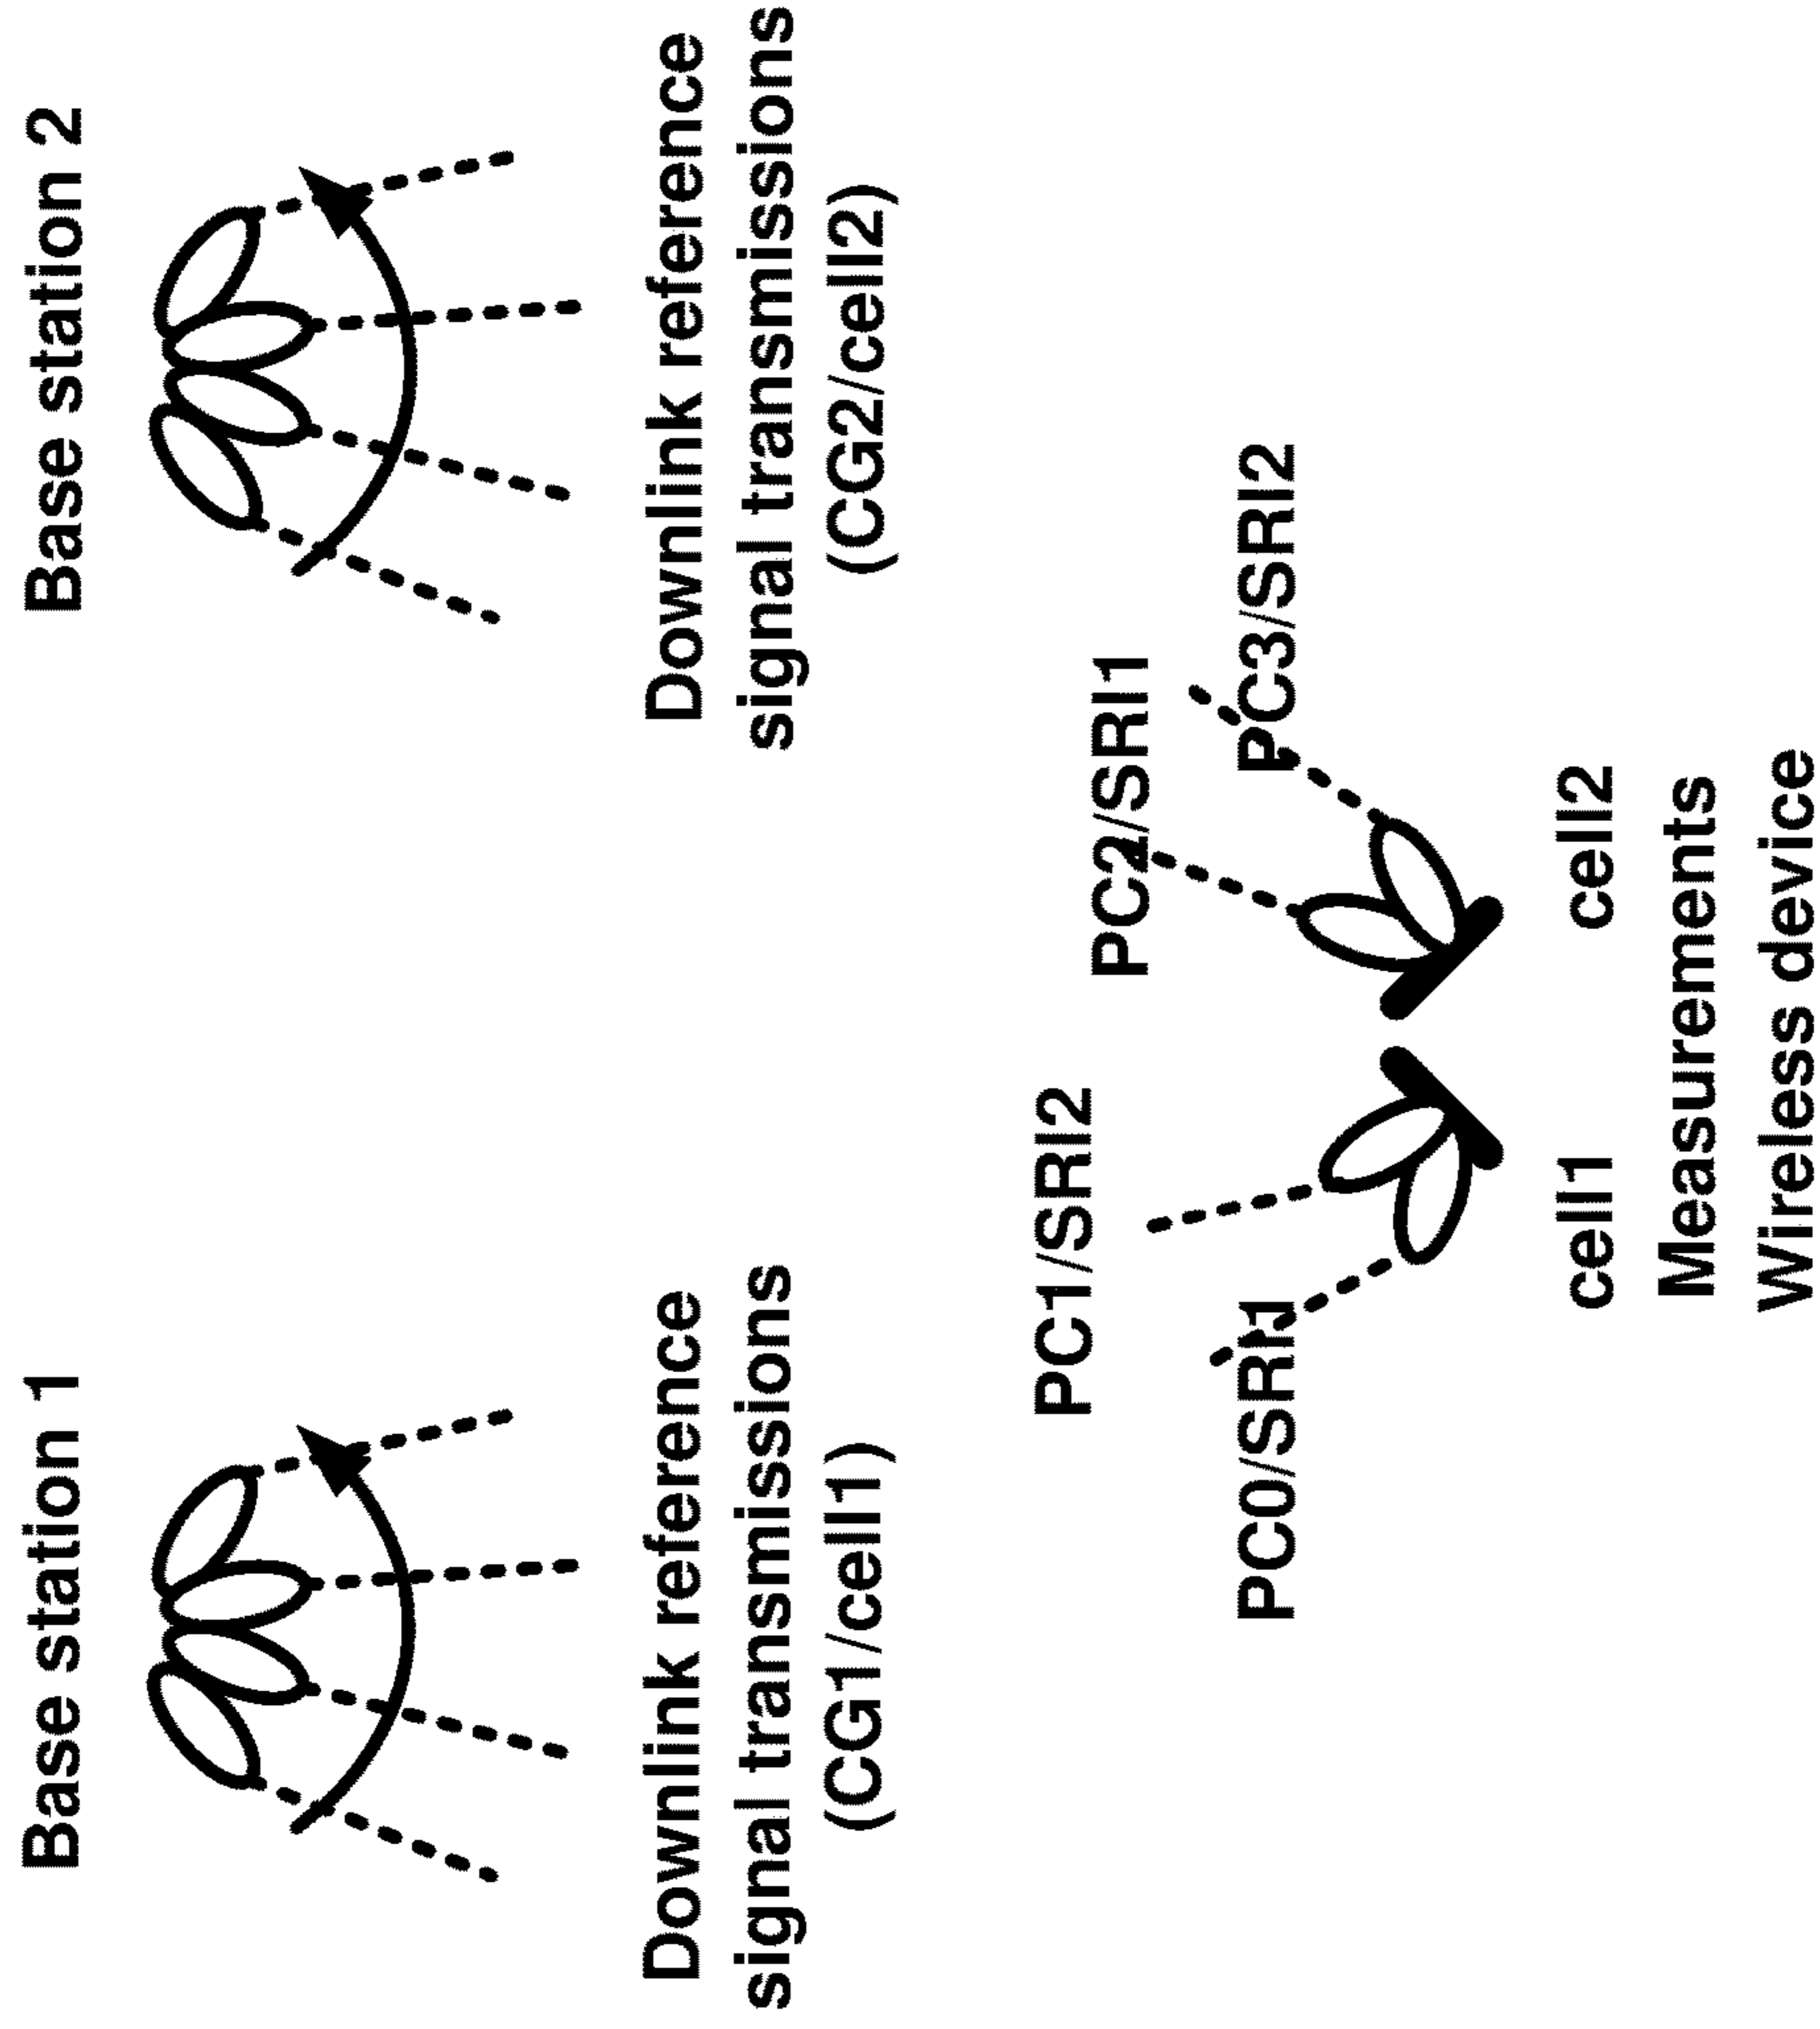 Base station 1
Downlink reference
signal transmissions
(CG1/cell1)
Base station 2
Downlink reference
signal transmissions
(CG2/cell2)
PC0/SRI1
PC1/SRI2
PC2/SRI1
PC3/SRI2
cell1
cell2
Measurements
Wireless device